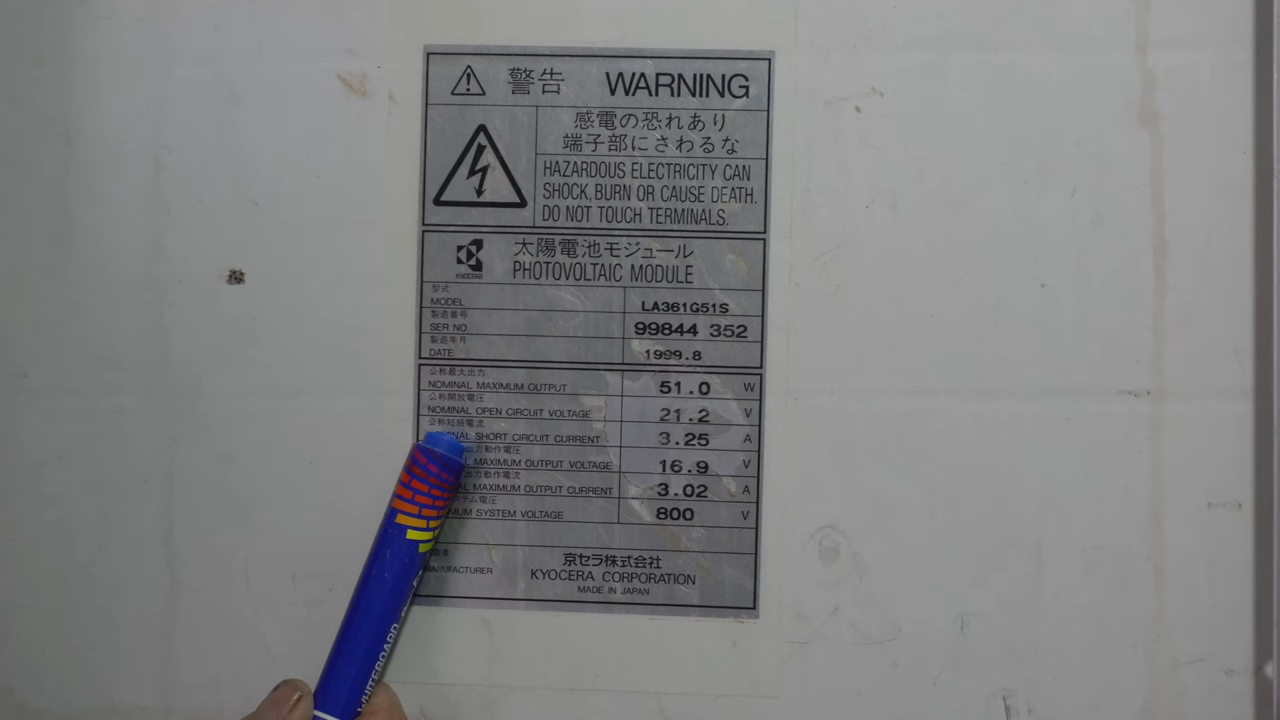 警告 WARNING
感電の恐れあり
端子部にさわるな
HAZARDOUS ELECTRICITY CAN
SHOCK, BURN OR CAUSE DEATH.
DO NOT TOUCH TERMINALS.
KYOCERA
太陽電池モジュール
PHOTOVOLTAIC MODULE
型式
MODEL LA361G51S
製造番号
SER NO. 99844 352
製造年月
DATE 1999.8
公称最大出力
NOMINAL MAXIMUM OUTPUT 51.0 W
公称開放電圧
NOMINAL OPEN CIRCUIT VOLTAGE 21.2 V
公称短絡電流
SHORT CIRCUIT CURRENT 3.25 A
出力動作電圧
MAXIMUM OUTPUT VOLTAGE 16.9 V
出力動作電流
MAXIMUM OUTPUT CURRENT 3.02 A
ステム電圧
SYSTEM VOLTAGE 800 V
京セラ株式会社
KYOCERA CORPORATION
MADE IN JAPAN
WHITEBOARD